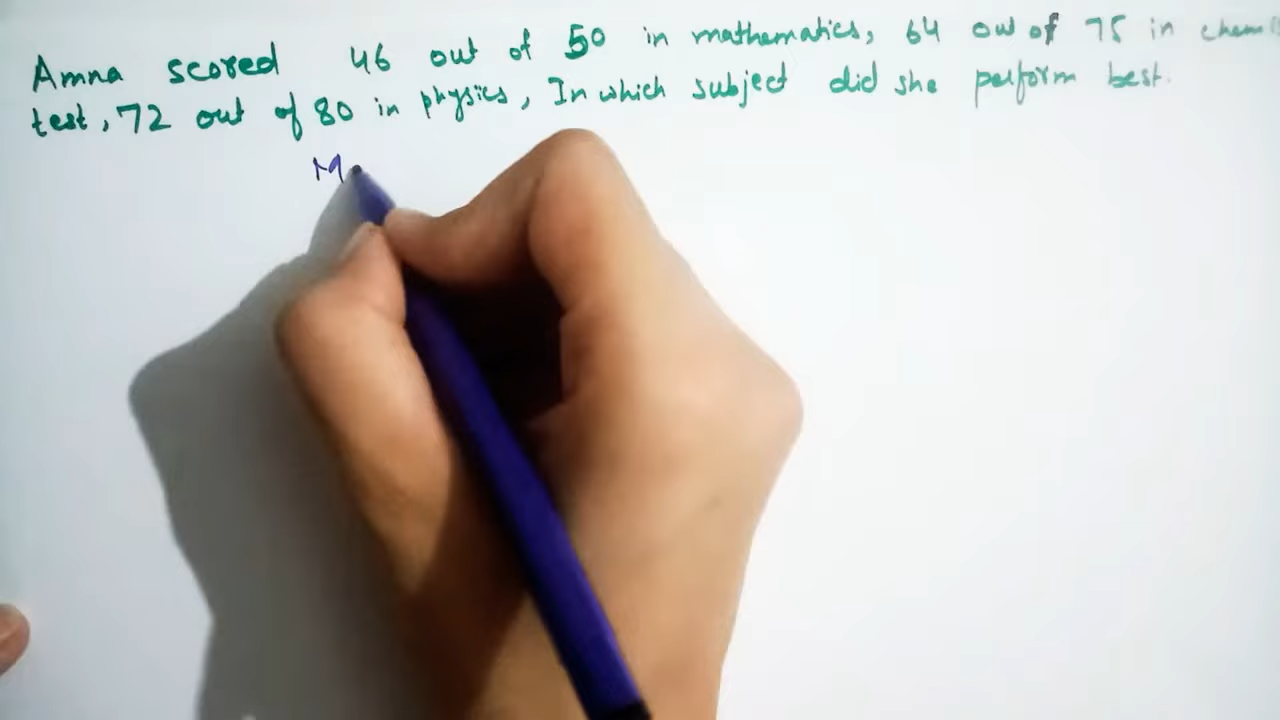 Amna scored 46 out of 50 in mathematics, 64 out of 75 in
test, 72 out of 80 in physics, In which subject did she perform best.
M